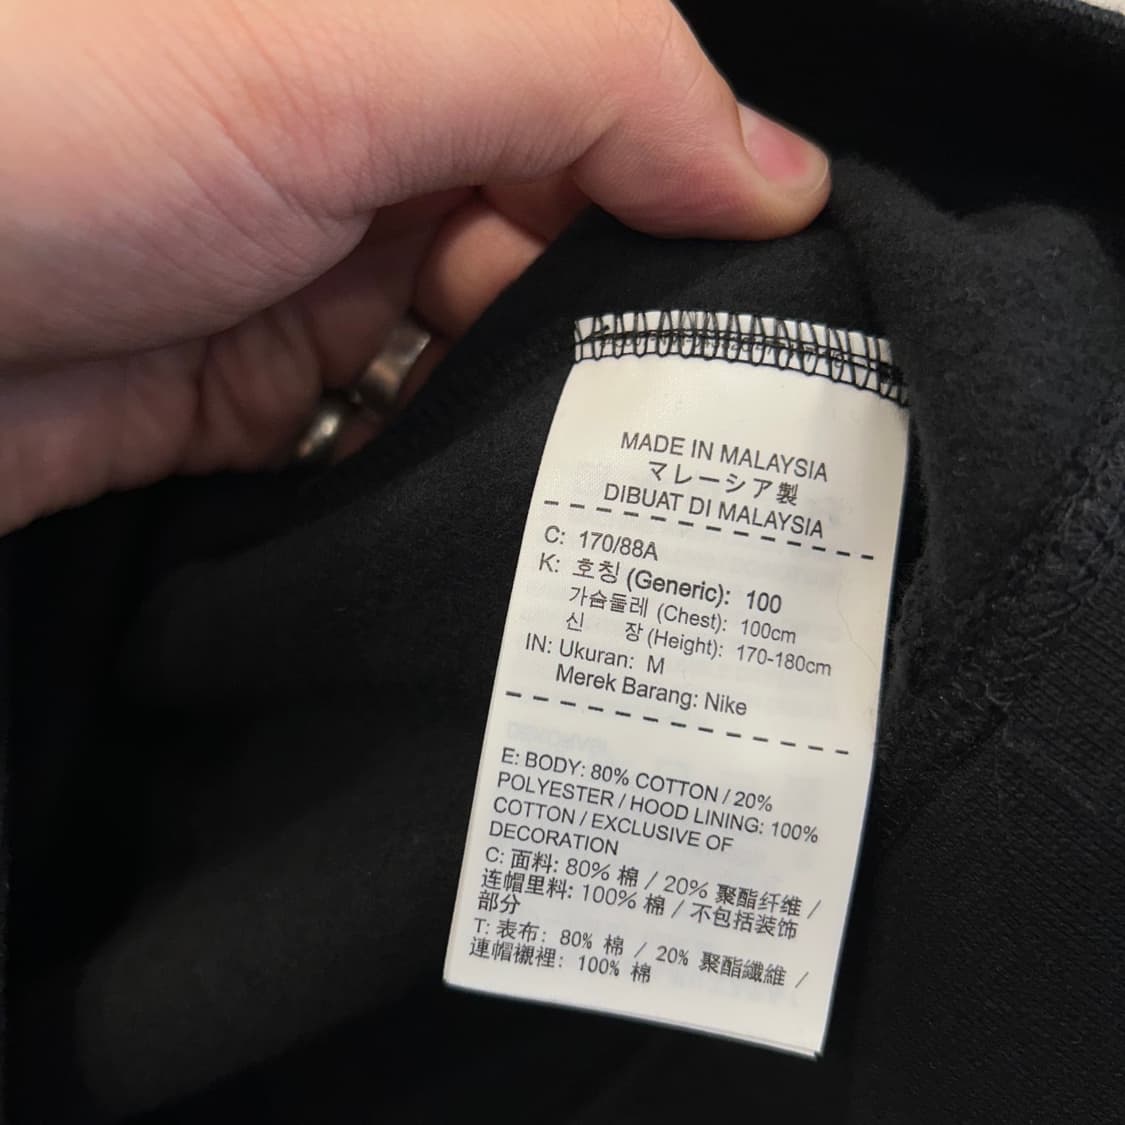 MADE IN MALAYSIA
マレーシア製
DIBUAT DI MALAYSIA
C: 170/88A
K: 호칭 (Generic): 100
가슴둘레 (Chest): 100cm
신 장 (Height): 170-180cm
IN: Ukuran: M
Merek Barang: Nike
E: BODY: 80% COTTON / 20%
POLYESTER / HOOD LINING: 100%
COTTON / EXCLUSIVE OF
DECORATION
C: 面料: 80% 棉 / 20% 聚酯纤维 /
连帽里料: 100% 棉 / 不包括装饰
部分
T: 表布: 80% 棉 / 20% 聚酯纖維 /
連帽襯裡: 100% 棉